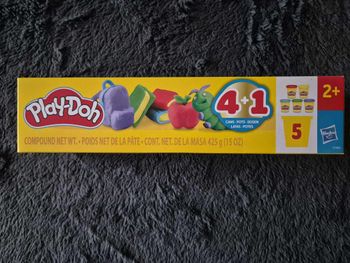 PLAY-DOH
4+1
CANS · POTS · DOSEN
LATAS · POTES
2+
5
COMPOUND NET WT. • POIDS NET DE LA PÂTE • CONT. NET. DE LA MASA 425 g (15 OZ)
Hasbro